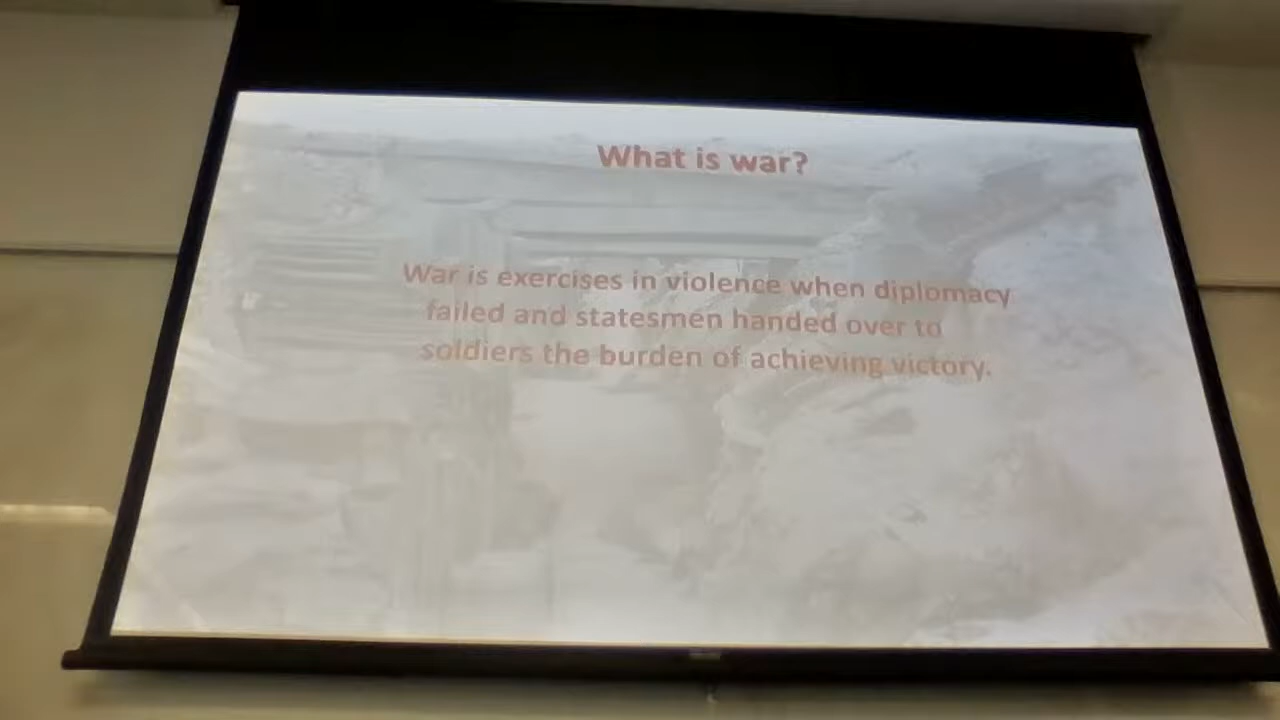 What is war?
War is exercises in violence when diplomacy
failed and statesmen handed over to
soldiers the burden of achieving victory.